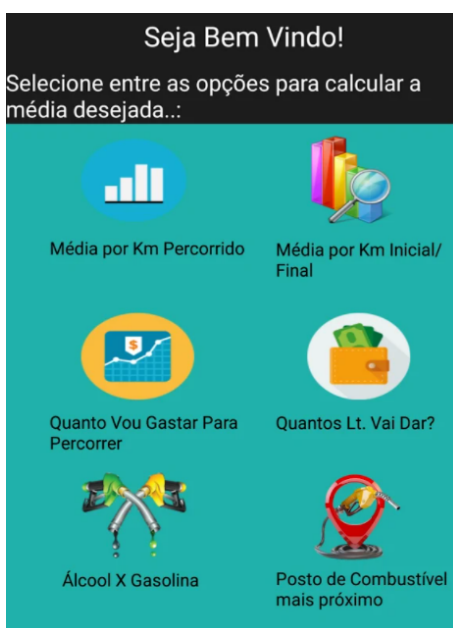 Seja Bem Vindo!
Selecione entre as opções para calcular a
média desejada..:
Média por Km Percorrido
Média por Km Inicial/
Final
Quanto Vou Gastar Para
Percorrer
Quantos Lt. Vai Dar?
Álcool X Gasolina
Posto de Combustível
mais próximo